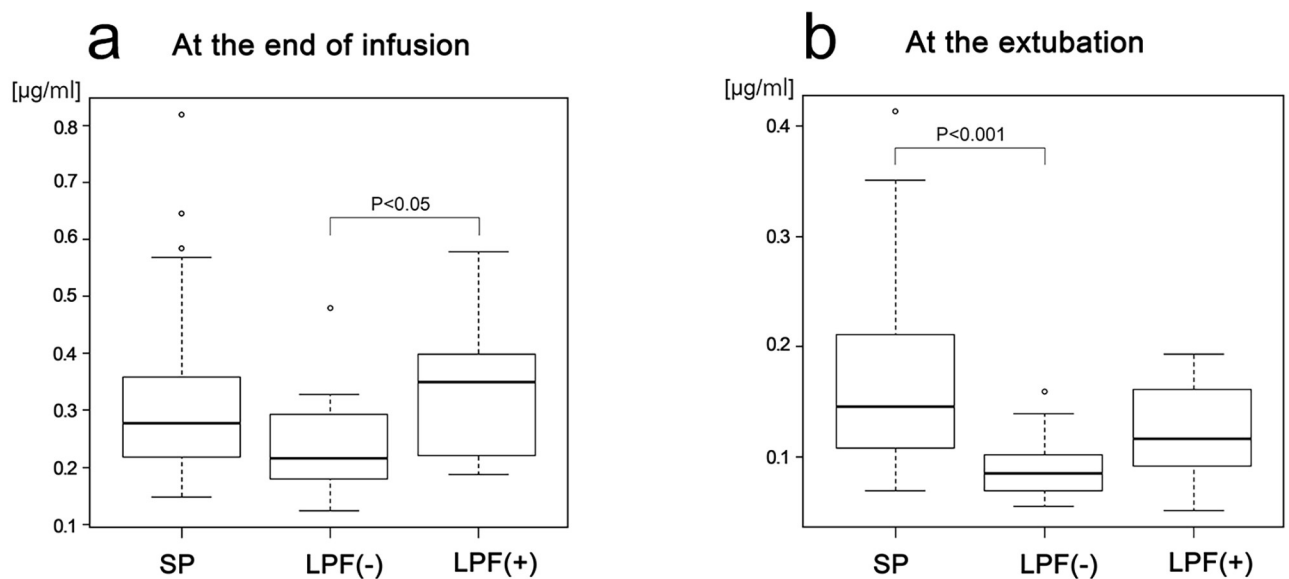 a At the end of infusion
[µg/ml]
0.8
0.7
0.6
0.5
0.4
0.3
0.2
0.1
P<0.05
SP LPF(-) LPF(+)
b At the extubation
[µg/ml]
0.4
0.3
0.2
0.1
P<0.001
SP LPF(-) LPF(+)